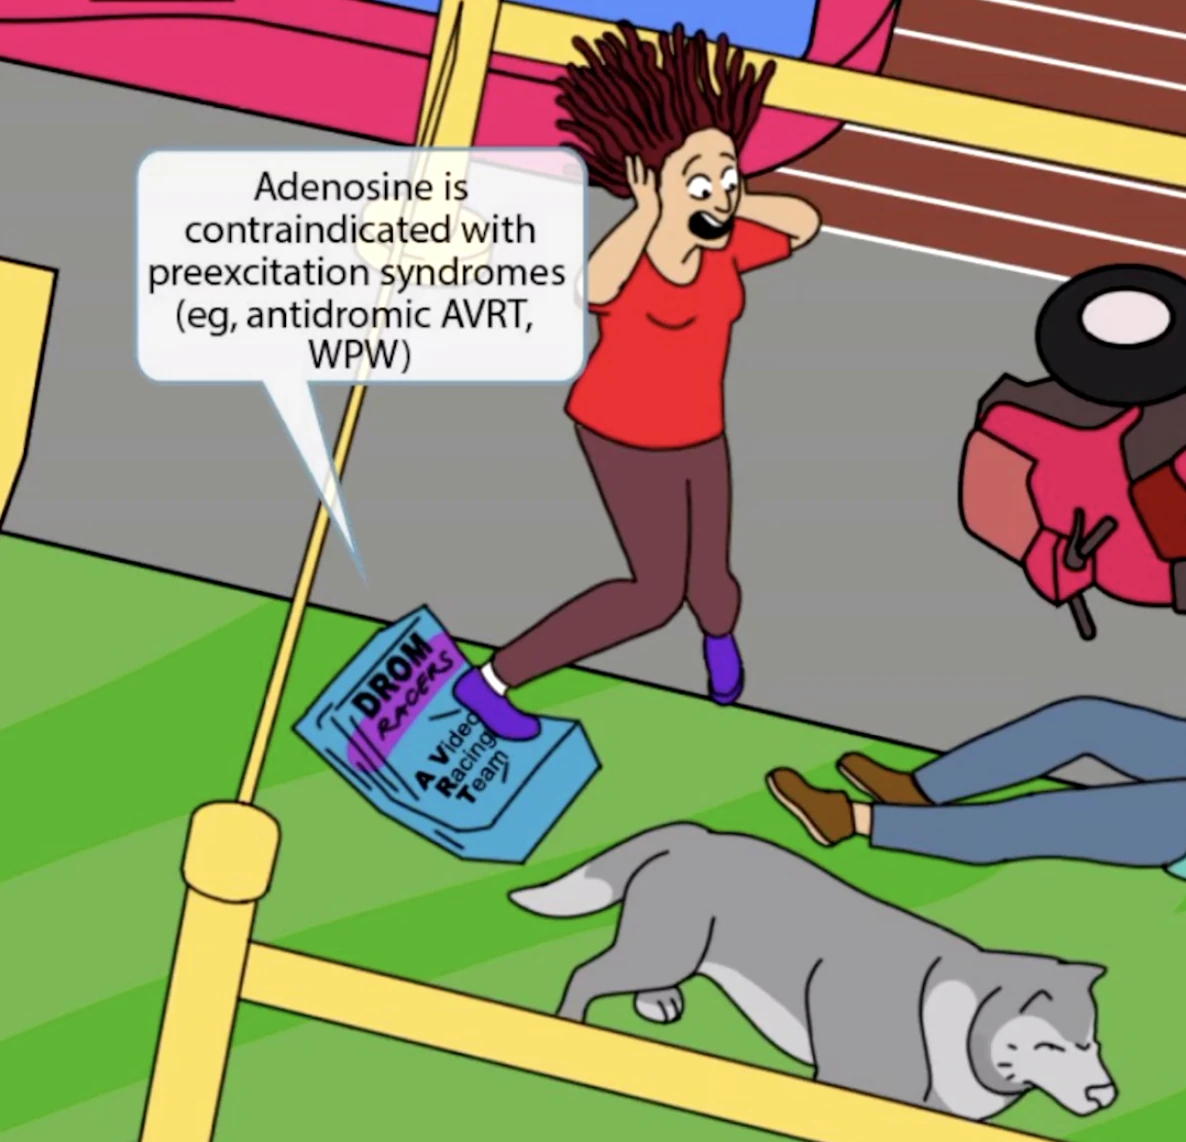 Adenosine is
contraindicated with
preexcitation syndromes
(eg, antidromic AVRT,
WPW)
DROM
RACERS
A Video
Racing
Team